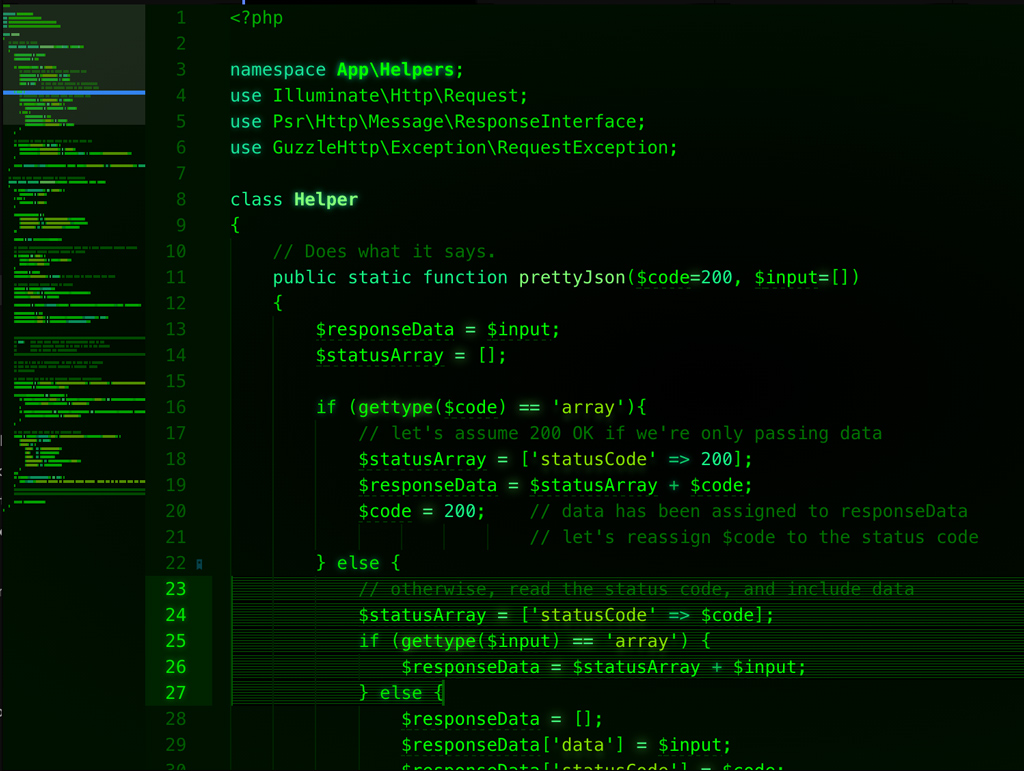 1 <?php
2
3 namespace App\Helpers;
4 use Illuminate\Http\Request;
5 use Psr\Http\Message\ResponseInterface;
6 use GuzzleHttp\Exception\RequestException;
7
8 class Helper
9 {
10 // Does what it says.
11 public static function prettyJson($code=200, $input=[])
12 {
13 $responseData = $input;
14 $statusArray = [];
15
16 if (gettype($code) == 'array'){
17 // let's assume 200 OK if we're only passing data
18 $statusArray = ['statusCode' => 200];
19 $responseData = $statusArray + $code;
20 $code = 200; // data has been assigned to responseData
21 // let's reassign $code to the status code
22 } else {
23 // otherwise, read the status code, and include data
24 $statusArray = ['statusCode' => $code];
25 if (gettype($input) == 'array') {
26 $responseData = $statusArray + $input;
27 } else {
28 $responseData = [];
29 $responseData['data'] = $input;
30 $responseData['statusCode'] = $code;